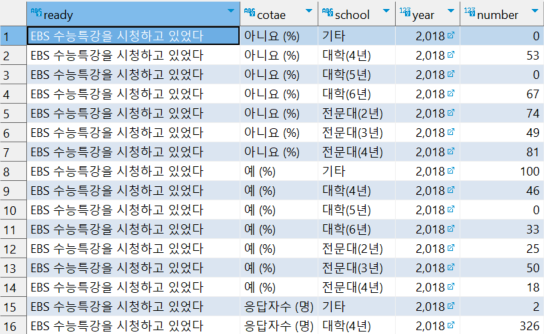 ready cotae school year number
1 EBS 수능특강을 시청하고 있었다 아니요 (%) 기타 2,018 0
2 EBS 수능특강을 시청하고 있었다 아니요 (%) 대학(4년) 2,018 53
3 EBS 수능특강을 시청하고 있었다 아니요 (%) 대학(5년) 2,018 0
4 EBS 수능특강을 시청하고 있었다 아니요 (%) 대학(6년) 2,018 67
5 EBS 수능특강을 시청하고 있었다 아니요 (%) 전문대(2년) 2,018 74
6 EBS 수능특강을 시청하고 있었다 아니요 (%) 전문대(3년) 2,018 49
7 EBS 수능특강을 시청하고 있었다 아니요 (%) 전문대(4년) 2,018 81
8 EBS 수능특강을 시청하고 있었다 예 (%) 기타 2,018 100
9 EBS 수능특강을 시청하고 있었다 예 (%) 대학(4년) 2,018 46
10 EBS 수능특강을 시청하고 있었다 예 (%) 대학(5년) 2,018 0
11 EBS 수능특강을 시청하고 있었다 예 (%) 대학(6년) 2,018 33
12 EBS 수능특강을 시청하고 있었다 예 (%) 전문대(2년) 2,018 25
13 EBS 수능특강을 시청하고 있었다 예 (%) 전문대(3년) 2,018 50
14 EBS 수능특강을 시청하고 있었다 예 (%) 전문대(4년) 2,018 18
15 EBS 수능특강을 시청하고 있었다 응답자수 (명) 기타 2,018 2
16 EBS 수능특강을 시청하고 있었다 응답자수 (명) 대학(4년) 2,018 326